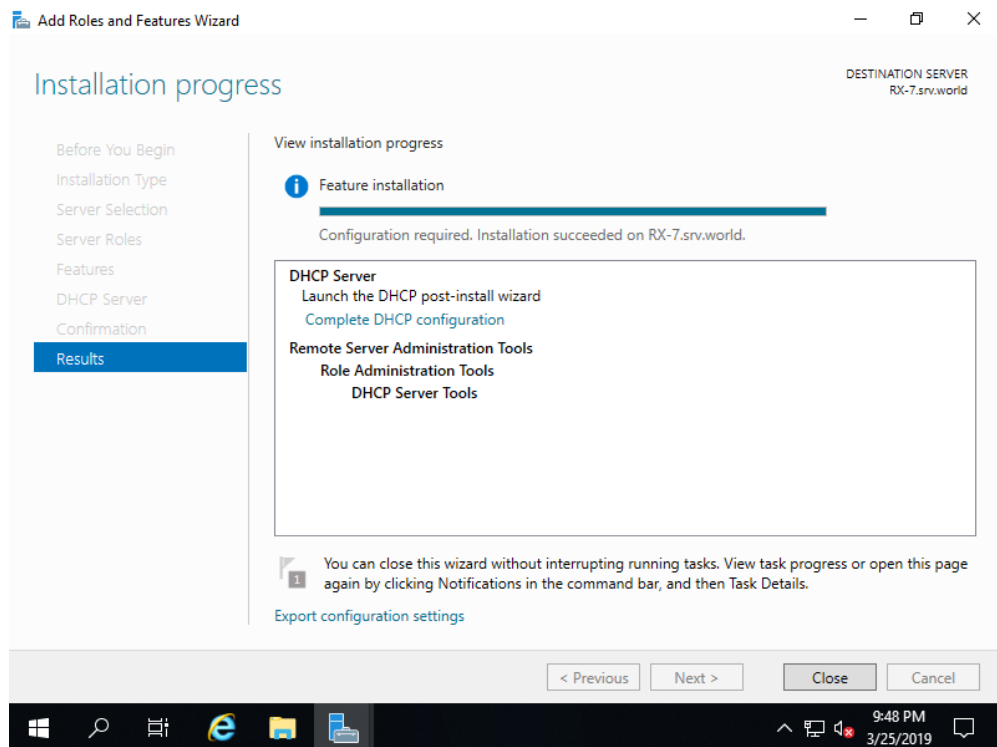 Add Roles and Features Wizard
Installation progress
DESTINATION SERVER
RX-7.srv.world
Before You Begin
Installation Type
Server Selection
Server Roles
Features
DHCP Server
Confirmation
Results
View installation progress
Feature installation
Configuration required. Installation succeeded on RX-7.srv.world.
DHCP Server
Launch the DHCP post-install wizard
Complete DHCP configuration
Remote Server Administration Tools
Role Administration Tools
DHCP Server Tools
1
You can close this wizard without interrupting running tasks. View task progress or open this page
again by clicking Notifications in the command bar, and then Task Details.
Export configuration settings
< Previous
Next >
Close
Cancel
9:48 PM
3/25/2019